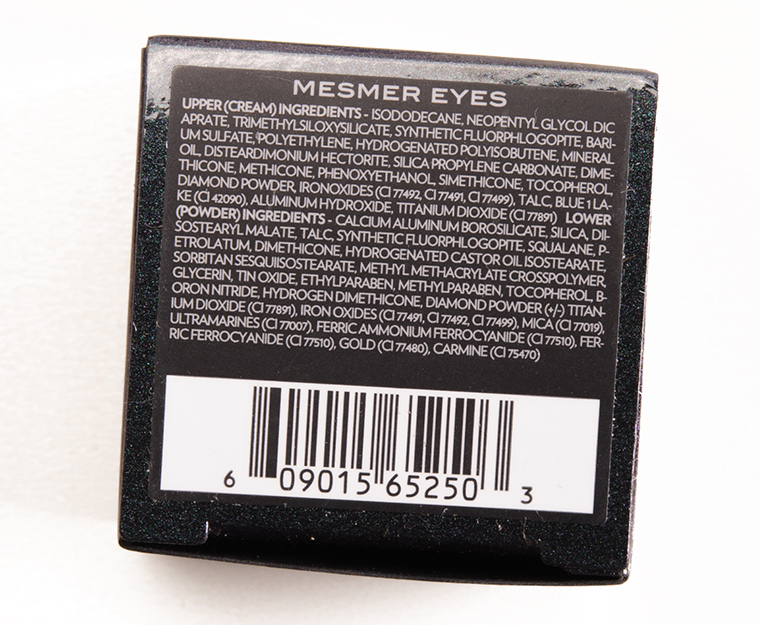 MESMER EYES
UPPER (CREAM) INGREDIENTS - ISODODECANE, NEOPENTYL GLYCOL DIC
APRATE, TRIMETHYLSILOXYSILICATE, SYNTHETIC FLUORPHLOGOPITE, BARI-
UM SULFATE, POLYETHYLENE, HYDROGENATED POLYISOBUTENE, MINERAL
OIL, DISTEARDIMONIUM HECTORITE, SILICA PROPYLENE CARBONATE, DIME-
THICONE, METHICONE, PHENOXYETHANOL, SIMETHICONE, TOCOPHEROL,
DIAMOND POWDER, IRONOXIDES (CI 77492, CI 77491, CI 77499), TALC, BLUE 1 LA-
KE (CI 42090), ALUMINUM HYDROXIDE, TITANIUM DIOXIDE (CI 77891) LOWER
(POWDER) INGREDIENTS - CALCIUM ALUMINUM BOROSILICATE, SILICA, DII-
SOSTEARYL MALATE, TALC, SYNTHETIC FLUORPHLOGOPITE, SQUALANE, P-
ETROLATUM, DIMETHICONE, HYDROGENATED CASTOR OIL ISOSTEARATE,
SORBITAN SESQUIISOSTEARATE, METHYL METHACRYLATE CROSSPOLYMER,
GLYCERIN, TIN OXIDE, ETHYLPARABEN, METHYLPARABEN, TOCOPHEROL, B-
ORON NITRIDE, HYDROGEN DIMETHICONE, DIAMOND POWDER (+/-) TITAN-
IUM DIOXIDE (CI 77891), IRON OXIDES (CI 77491, CI 77492, CI 77499), MICA (CI 77019),
ULTRAMARINES (CI 77007), FERRIC AMMONIUM FERROCYANIDE (CI 77510), FER-
RIC FERROCYANIDE (CI 77510), GOLD (CI 77480), CARMINE (CI 75470)
6 09015 65250 3